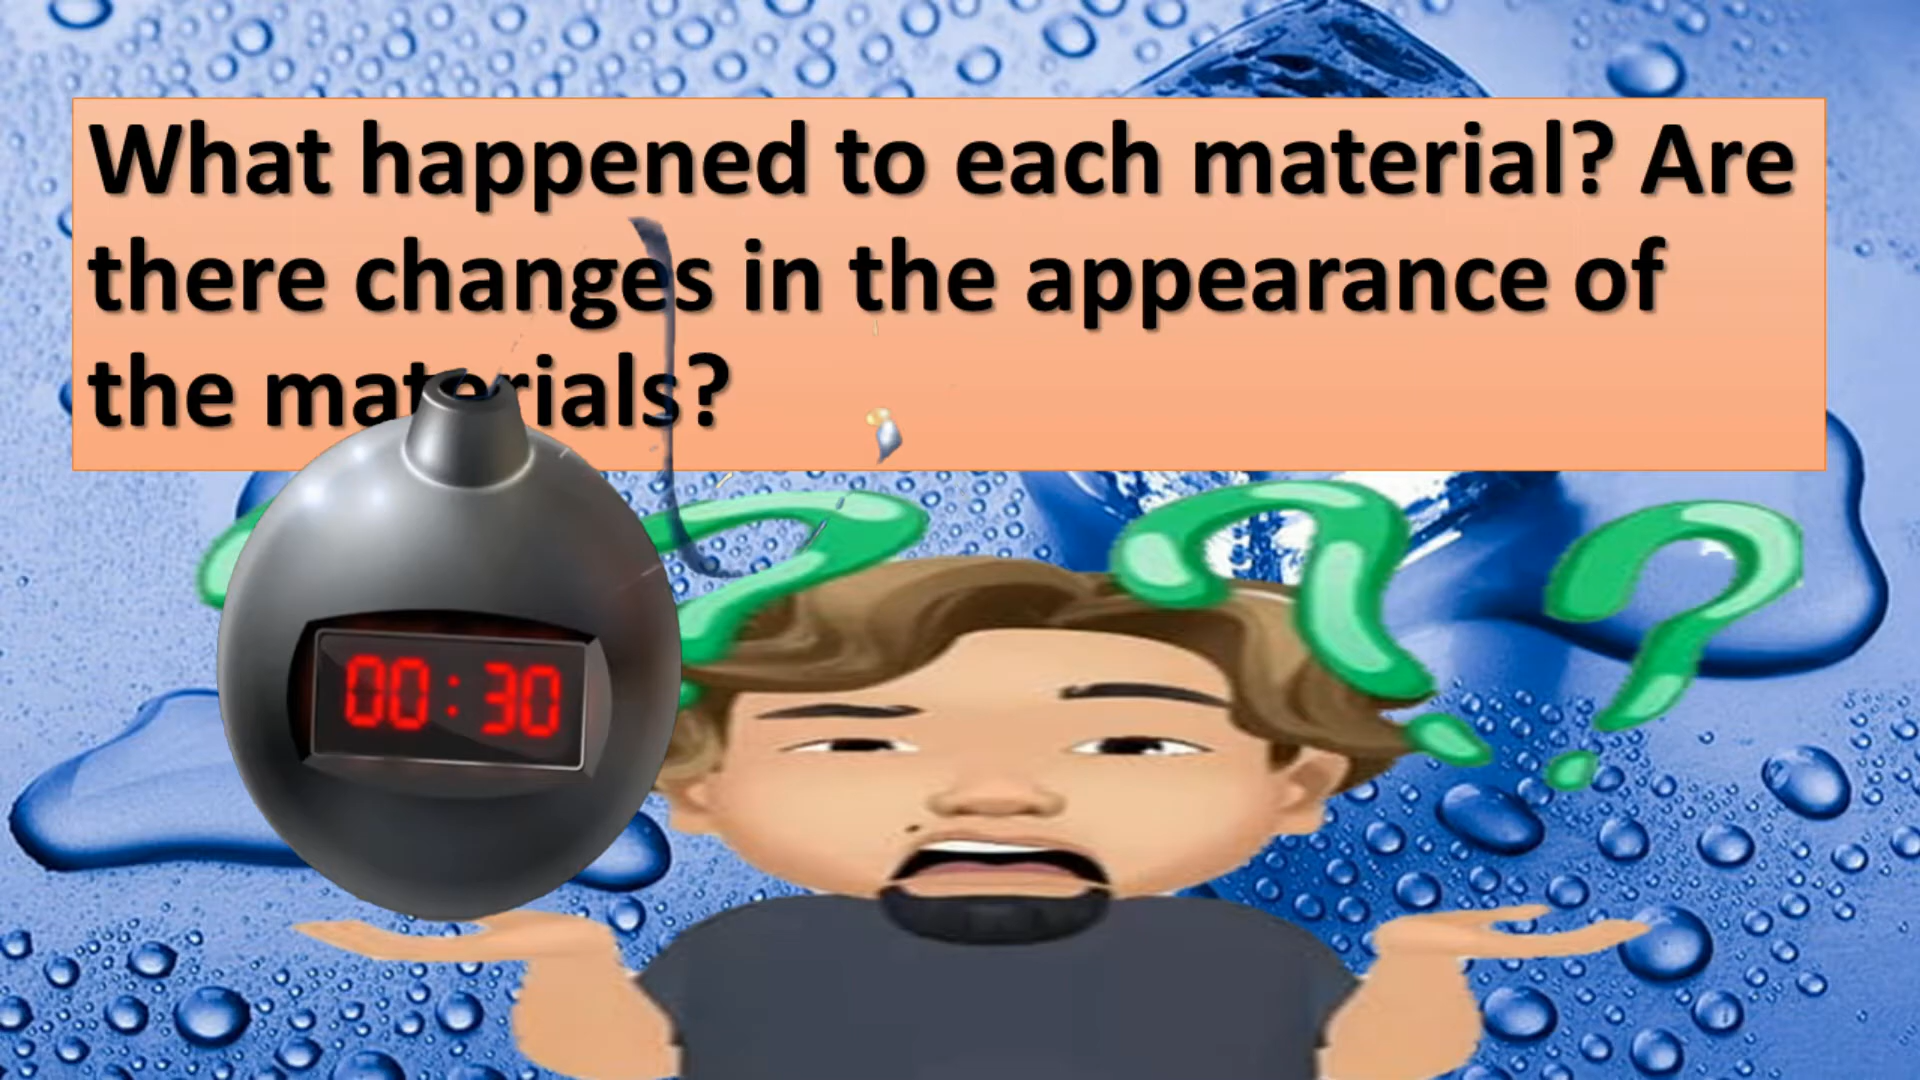 What happened to each material? Are
there changes in the appearance of
the materials?
00:30